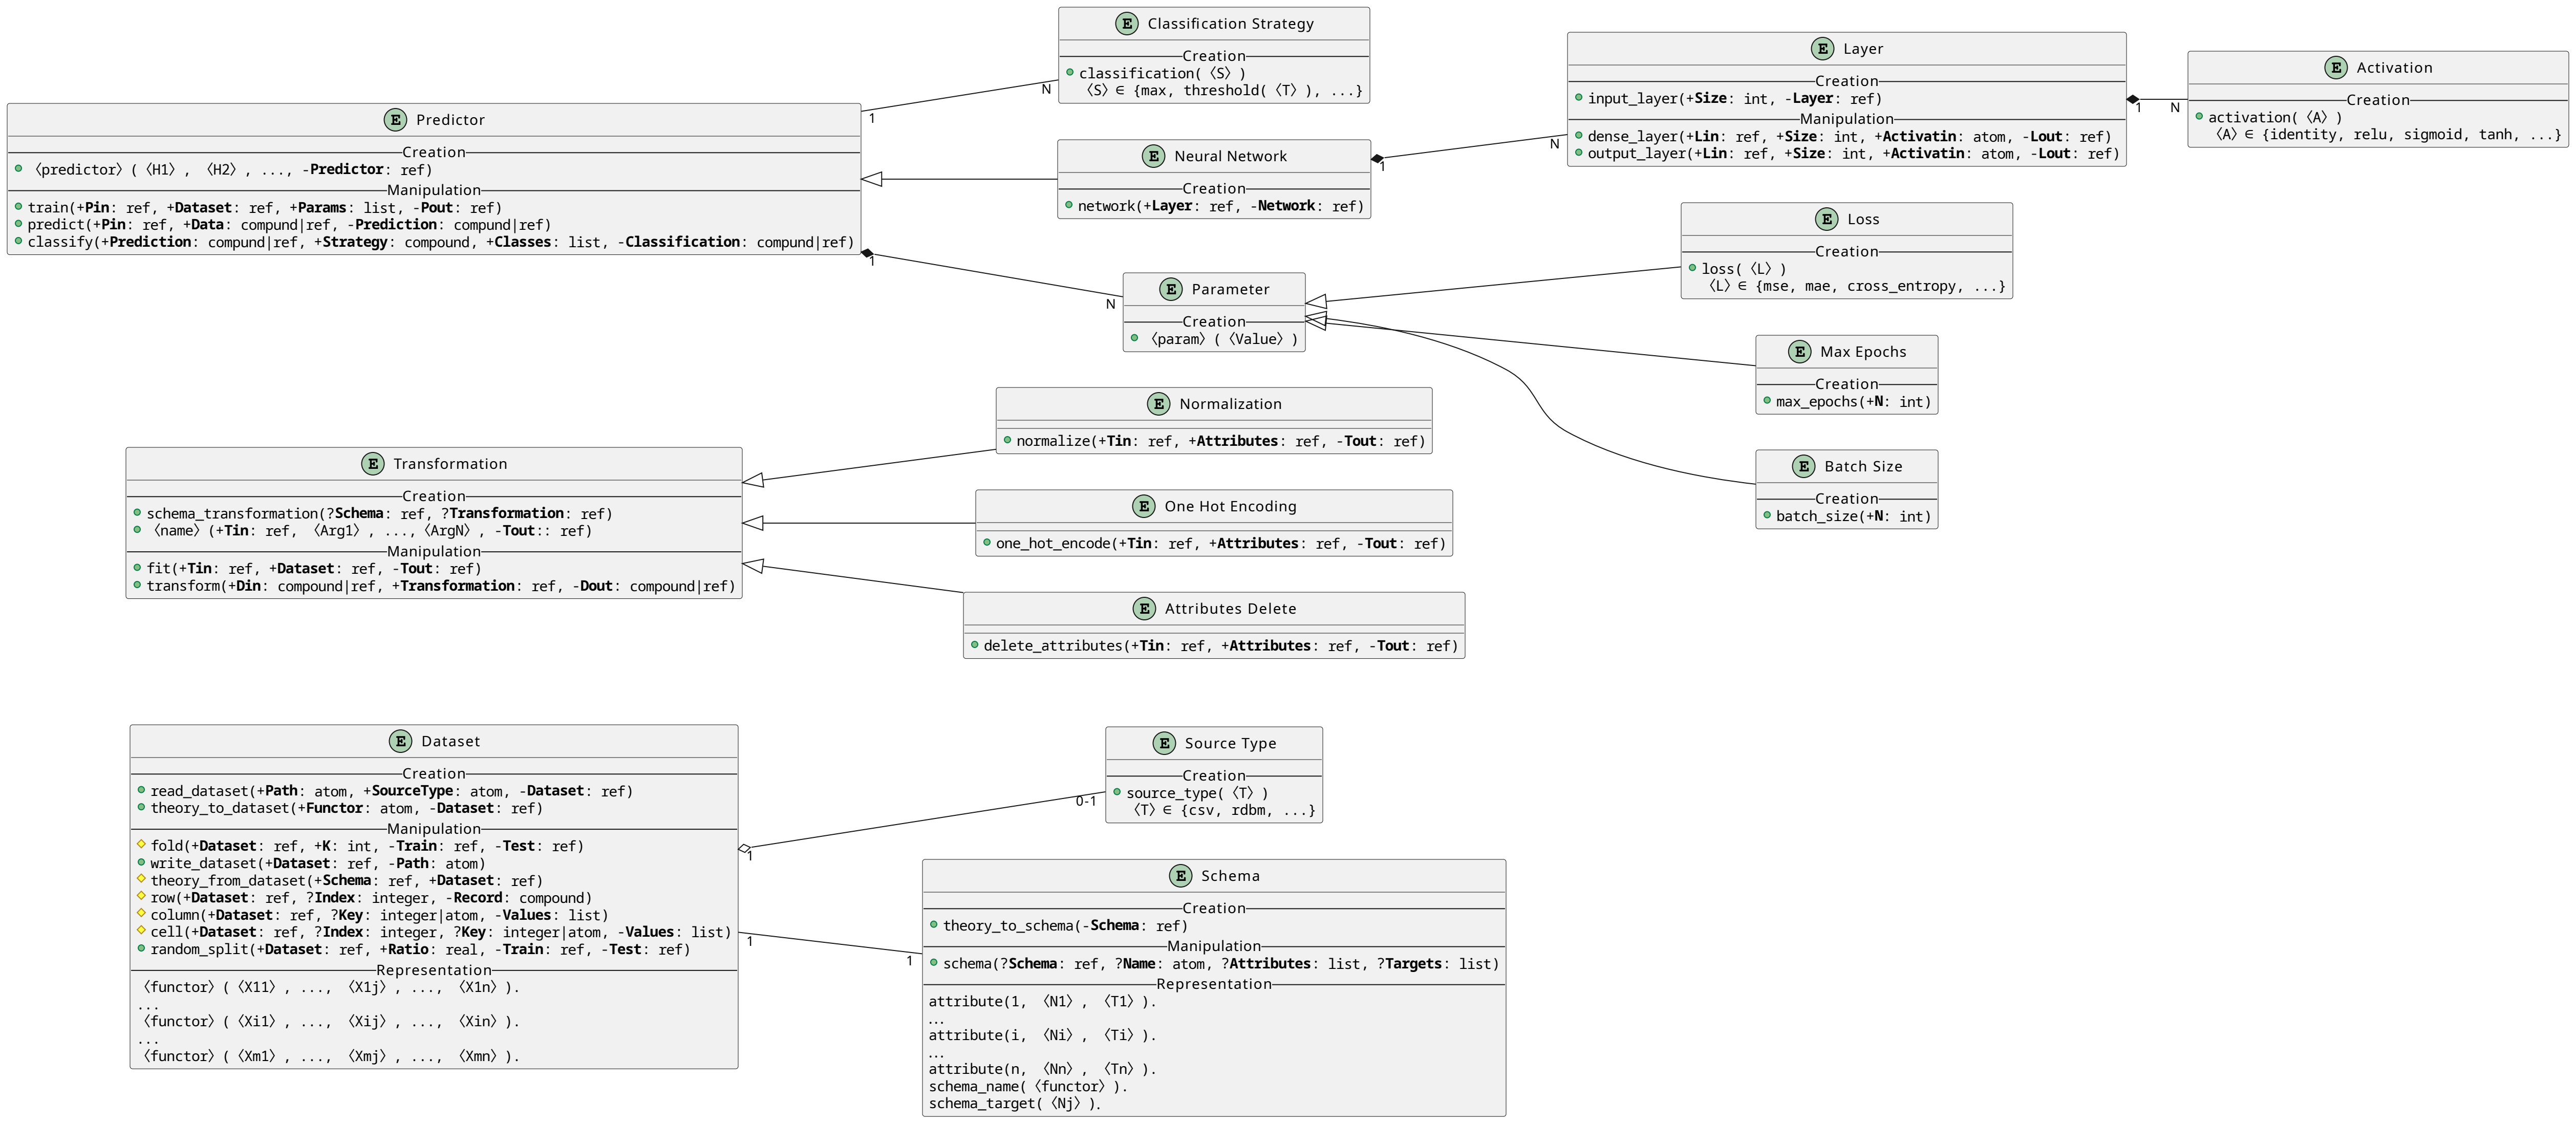 E Classification Strategy
Creation
classification(〈S〉)
〈S〉∈ {max, threshold(〈T〉), ...}
E Predictor
Creation
〈predictor〉(〈H1〉, 〈H2〉, ..., -Predictor: ref)
Manipulation
train(+Pin: ref, +Dataset: ref, +Params: list, -Pout: ref)
predict(+Pin: ref, +Data: compund|ref, -Prediction: compund|ref)
classify(+Prediction: compund|ref, +Strategy: compound, +Classes: list, -Classification: compund|ref)
1
N
1
N
E Neural Network
Creation
network(+Layer: ref, -Network: ref)
1
N
E Layer
Creation
input_layer(+Size: int, -Layer: ref)
Manipulation
dense_layer(+Lin: ref, +Size: int, +Activatin: atom, -Lout: ref)
output_layer(+Lin: ref, +Size: int, +Activatin: atom, -Lout: ref)
1
N
E Activation
Creation
activation(〈A〉)
〈A〉∈ {identity, relu, sigmoid, tanh, ...}
E Parameter
Creation
〈param〉(〈Value〉)
E Loss
Creation
loss(〈L〉)
〈L〉∈ {mse, mae, cross_entropy, ...}
E Max Epochs
Creation
max_epochs(+N: int)
E Batch Size
Creation
batch_size(+N: int)
E Transformation
Creation
schema_transformation(?Schema: ref, ?Transformation: ref)
〈name〉(+Tin: ref, 〈Arg1〉, ...,〈ArgN〉, -Tout:: ref)
Manipulation
fit(+Tin: ref, +Dataset: ref, -Tout: ref)
transform(+Din: compound|ref, +Transformation: ref, -Dout: compound|ref)
E Normalization
normalize(+Tin: ref, +Attributes: ref, -Tout: ref)
E One Hot Encoding
one_hot_encode(+Tin: ref, +Attributes: ref, -Tout: ref)
E Attributes Delete
delete_attributes(+Tin: ref, +Attributes: ref, -Tout: ref)
E Dataset
Creation
read_dataset(+Path: atom, +SourceType: atom, -Dataset: ref)
theory_to_dataset(+Functor: atom, -Dataset: ref)
Manipulation
fold(+Dataset: ref, +K: int, -Train: ref, -Test: ref)
write_dataset(+Dataset: ref, -Path: atom)
theory_from_dataset(+Schema: ref, +Dataset: ref)
row(+Dataset: ref, ?Index: integer, -Record: compound)
column(+Dataset: ref, ?Key: integer|atom, -Values: list)
cell(+Dataset: ref, ?Index: integer, ?Key: integer|atom, -Values: list)
random_split(+Dataset: ref, +Ratio: real, -Train: ref, -Test: ref)
Representation
〈functor〉(〈X11〉, ..., 〈X1j〉, ..., 〈X1n〉).
...
〈functor〉(〈Xi1〉, ..., 〈Xij〉, ..., 〈Xin〉).
...
〈functor〉(〈Xm1〉, ..., 〈Xmj〉, ..., 〈Xmn〉).
1
0-1
1
1
E Source Type
Creation
source_type(〈T〉)
〈T〉∈ {csv, rdbm, ...}
E Schema
Creation
theory_to_schema(-Schema: ref)
Manipulation
schema(?Schema: ref, ?Name: atom, ?Attributes: list, ?Targets: list)
Representation
attribute(1, 〈N1〉, 〈T1〉).
...
attribute(i, 〈Ni〉, 〈Ti〉).
...
attribute(n, 〈Nn〉, 〈Tn〉).
schema_name(〈functor〉).
schema_target(〈Nj〉).